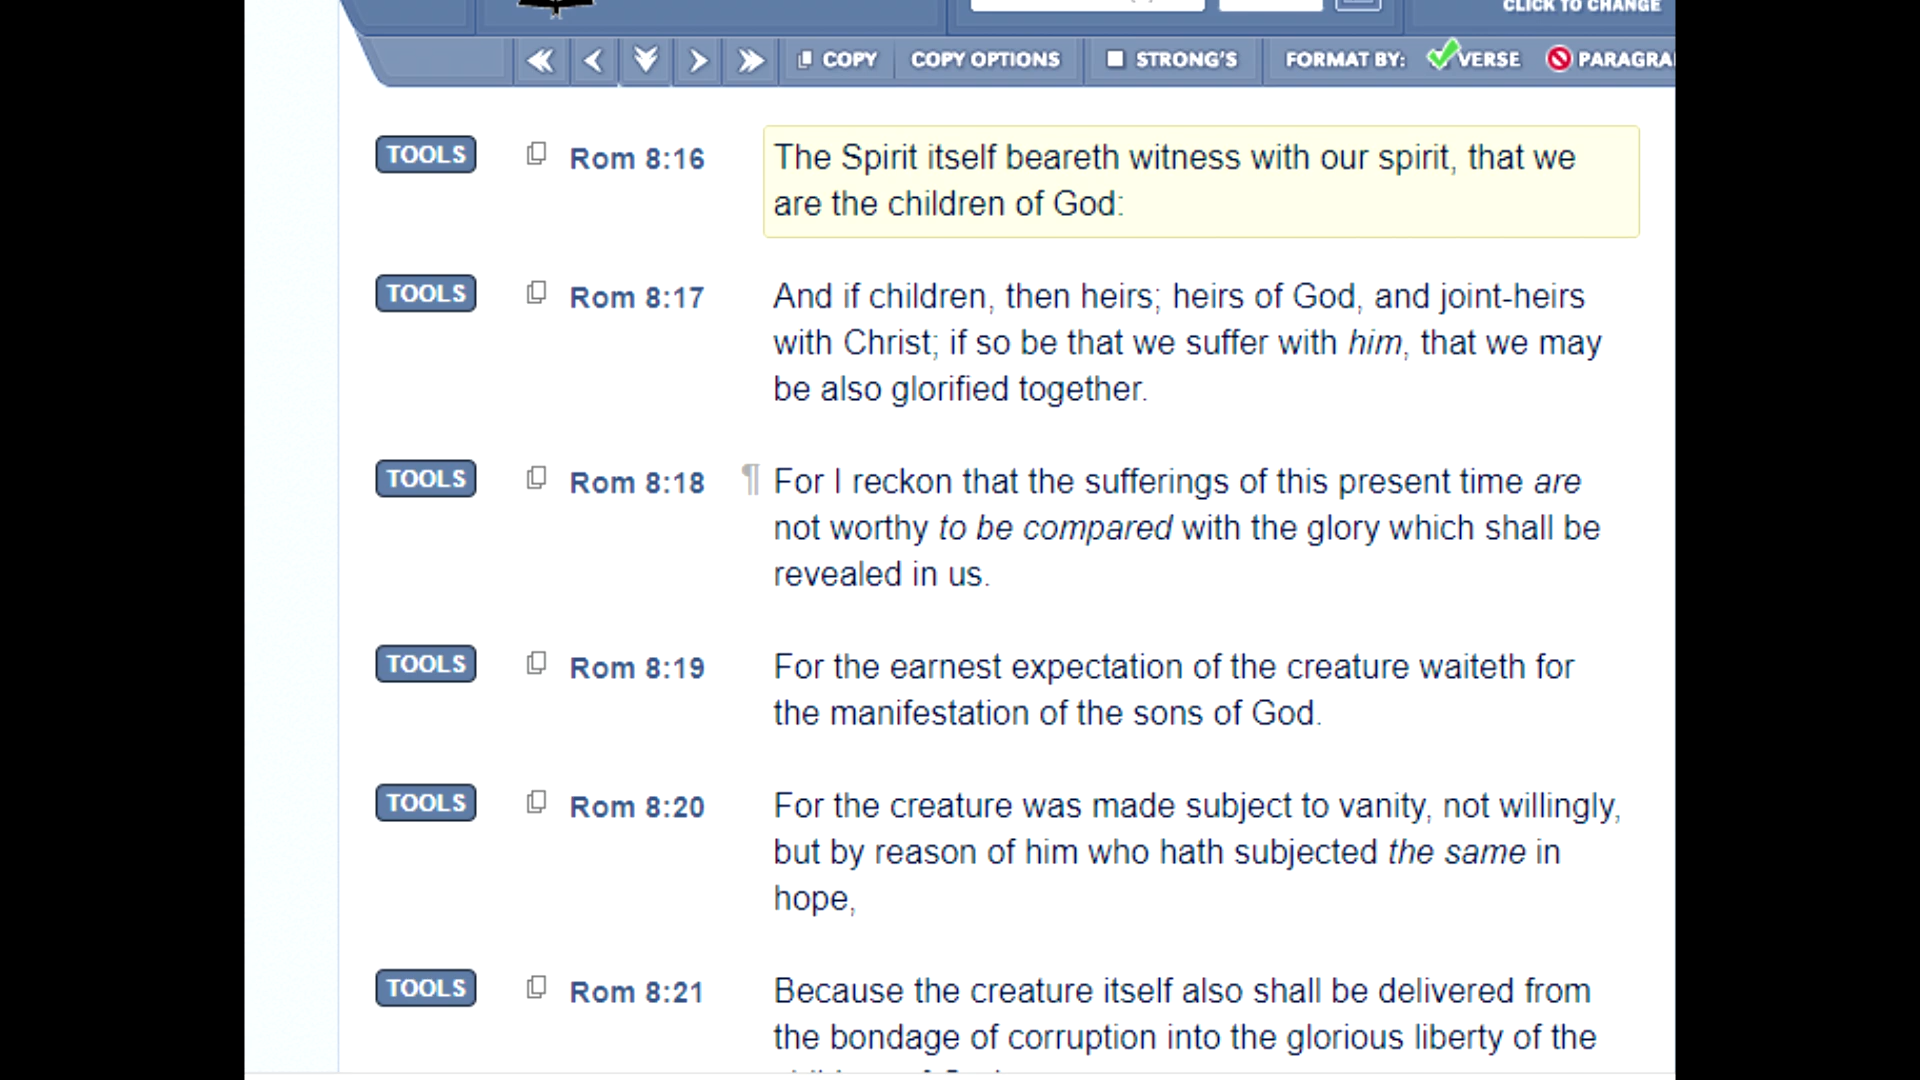 CLICK TO CHANGE
COPY COPY OPTIONS STRONG'S FORMAT BY: VERSE PARAGRA
TOOLS Rom 8:16 The Spirit itself beareth witness with our spirit, that we
are the children of God:
TOOLS Rom 8:17 And if children, then heirs; heirs of God, and joint-heirs
with Christ; if so be that we suffer with him, that we may
be also glorified together.
TOOLS Rom 8:18 ¶ For I reckon that the sufferings of this present time are
not worthy to be compared with the glory which shall be
revealed in us.
TOOLS Rom 8:19 For the earnest expectation of the creature waiteth for
the manifestation of the sons of God.
TOOLS Rom 8:20 For the creature was made subject to vanity, not willingly,
but by reason of him who hath subjected the same in
hope,
TOOLS Rom 8:21 Because the creature itself also shall be delivered from
the bondage of corruption into the glorious liberty of the